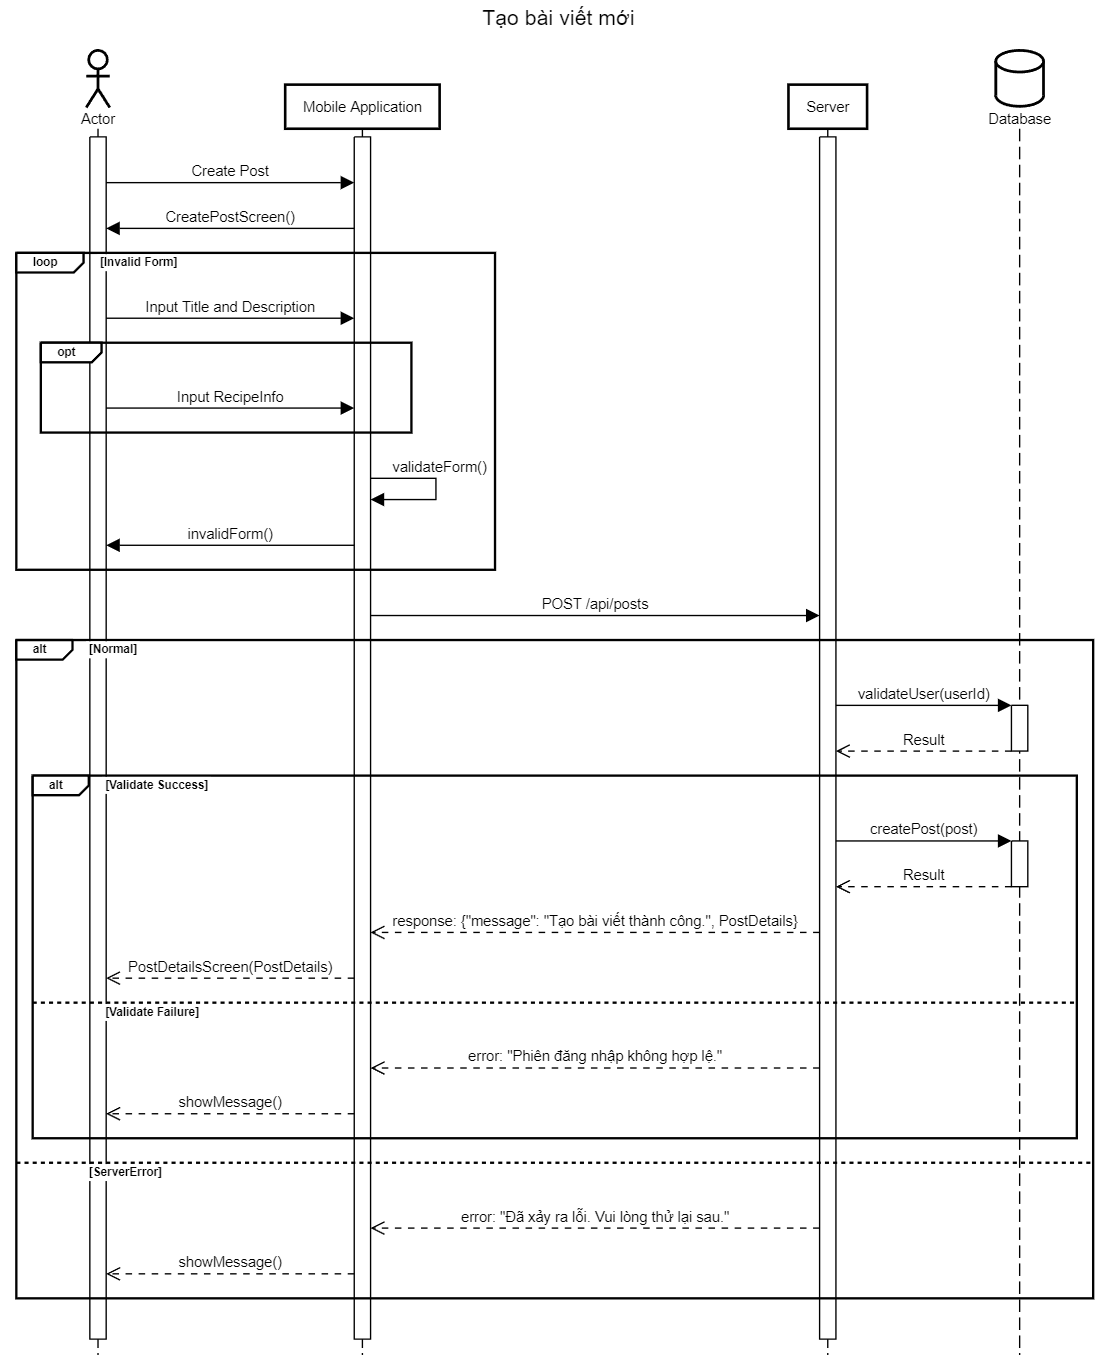 Tạo bài viết mới
Actor
Mobile Application
Server
Database
Create Post
CreatePostScreen()
loop
[Invalid Form]
Input Title and Description
opt
Input RecipeInfo
validateForm()
invalidForm()
POST /api/posts
alt
[Normal]
validateUser(userId)
Result
alt
[Validate Success]
createPost(post)
Result
response: {"message": "Tạo bài viết thành công.", PostDetails}
PostDetailsScreen(PostDetails)
[Validate Failure]
error: "Phiên đăng nhập không hợp lệ."
showMessage()
[ServerError]
error: "Đã xảy ra lỗi. Vui lòng thử lại sau."
showMessage()